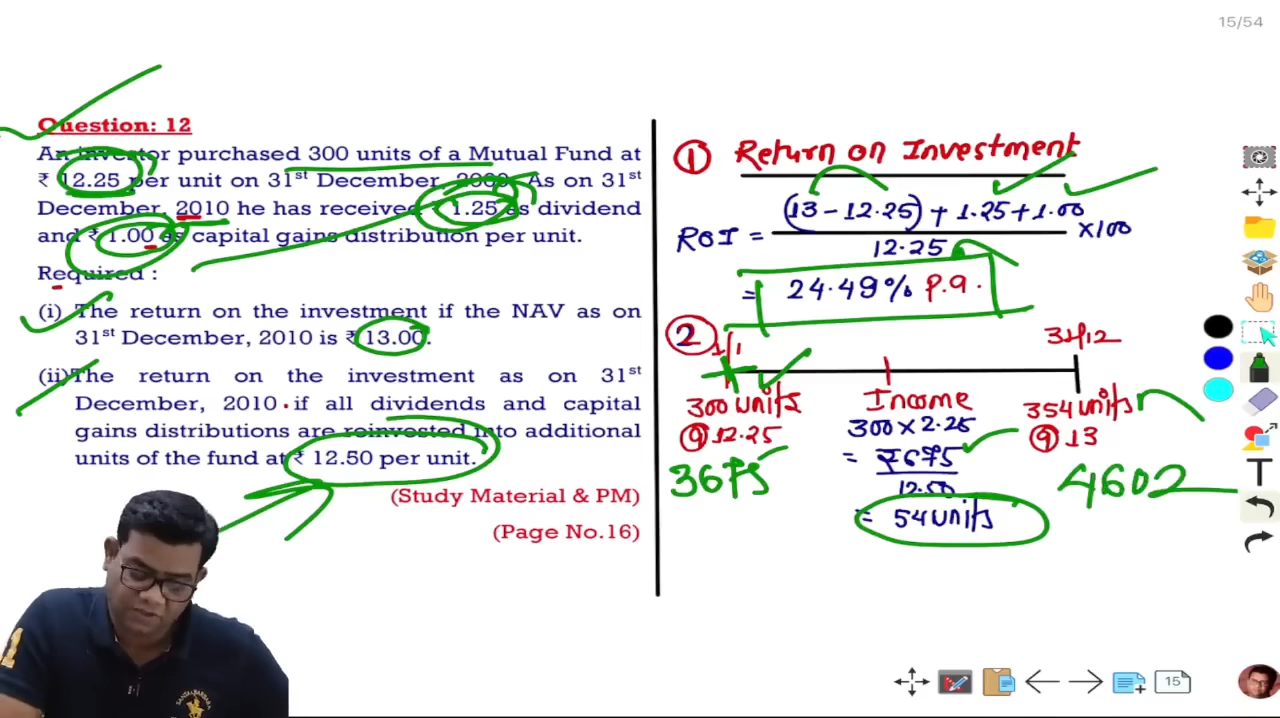 15/54
Question: 12
An investor purchased 300 units of a Mutual Fund at
₹ 12.25 per unit on 31st December, 2009. As on 31st
December, 2010 he has received ₹ 1.25 as dividend
and ₹ 1.00 as capital gains distribution per unit.
Required :
(i) The return on the investment if the NAV as on
31st December, 2010 is ₹ 13.00.
(ii) The return on the investment as on 31st
December, 2010 if all dividends and capital
gains distributions are reinvested into additional
units of the fund at ₹ 12.50 per unit.
(Study Material & PM)
(Page No.16)
① Return on Investment
ROI = (13 - 12.25) + 1.25 + 1.00
12.25
×100
= 24.49% P.a.
②
1/1
31/12
300 units
@ 12.25
3675
Income
300 × 2.25
= ₹675
12.50
= 54 units
354 units
@ 13
4602
T
15